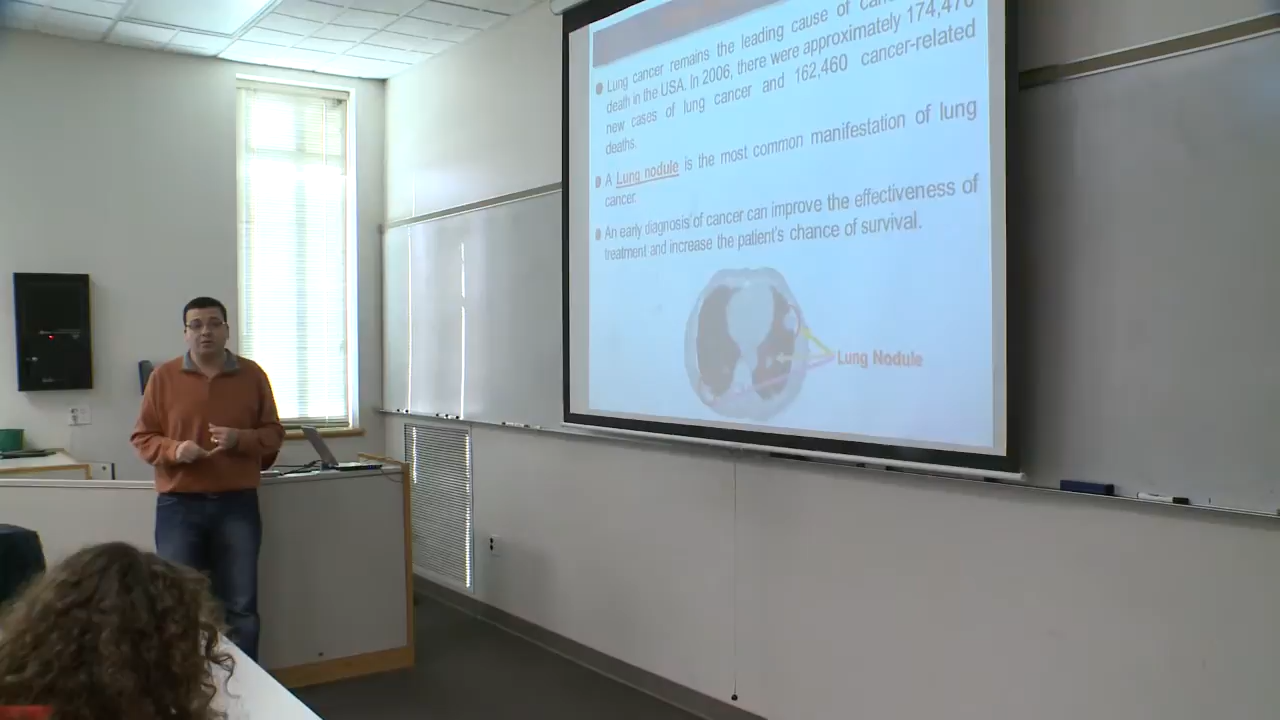 Lung cancer remains the leading cause of
death in the USA. In 2006, there were approximately 174,470
new cases of lung cancer and 162,460 cancer-related
deaths.
A Lung nodule is the most common manifestation of lung
cancer.
An early diagnosis of cancer can improve the effectiveness of
treatment and increase the patient's chance of survival.
Lung Nodule